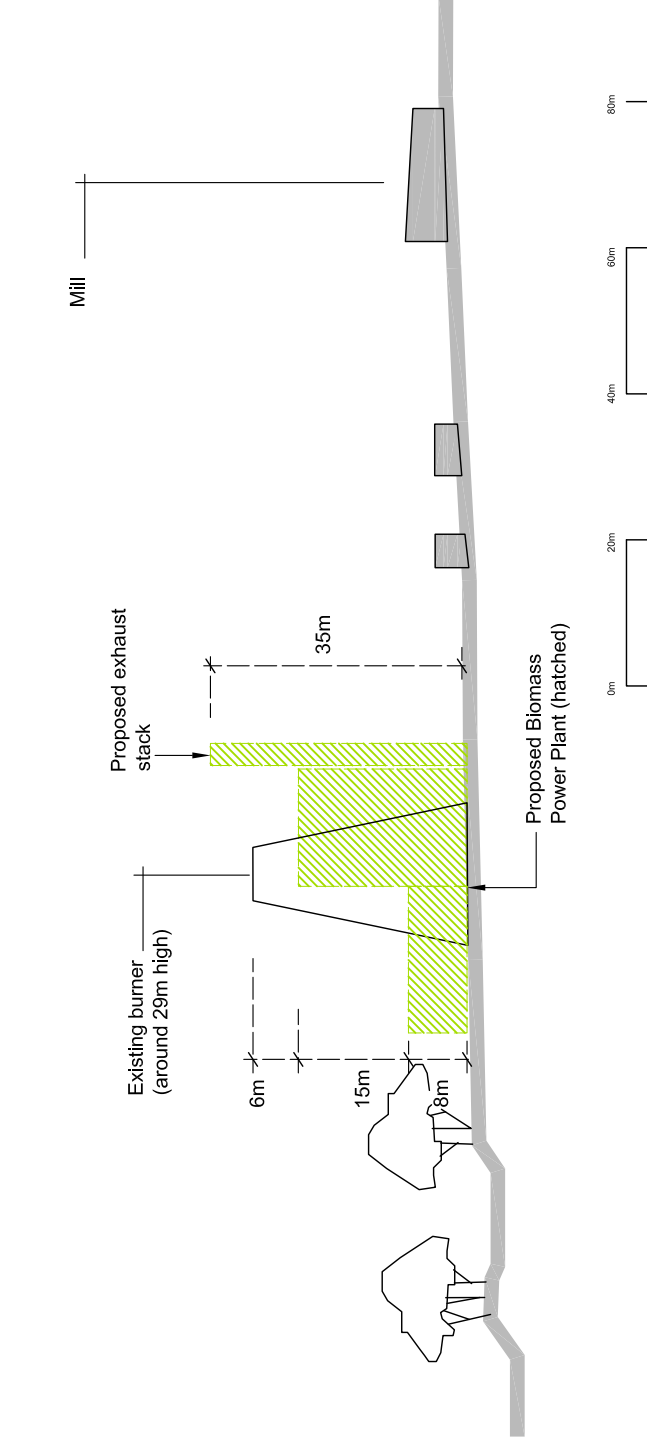 Existing burner
(around 29m high)
Proposed exhaust
stack
Mill
6m
15m
8m
35m
Proposed Biomass
Power Plant (hatched)
0m
20m
40m
60m
80m